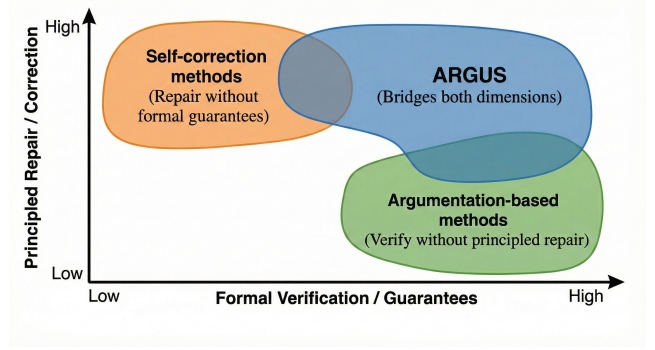 High
Self-correction
methods
(Repair without
formal guarantees)
ARGUS
(Bridges both dimensions)
Principled Repair / Correction
Argumentation-based
methods
(Verify without principled repair)
Low
Low
Formal Verification / Guarantees
High